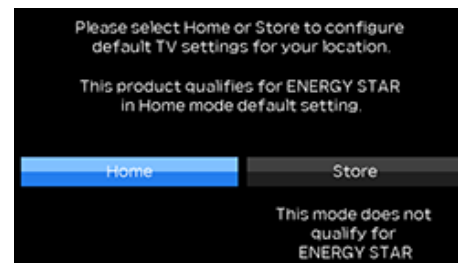 Please select Home or Store to configure
default TV settings for your location.
This product qualifies for ENERGY STAR
in Home mode default setting.
Home
Store
This mode does not
qualify for
ENERGY STAR